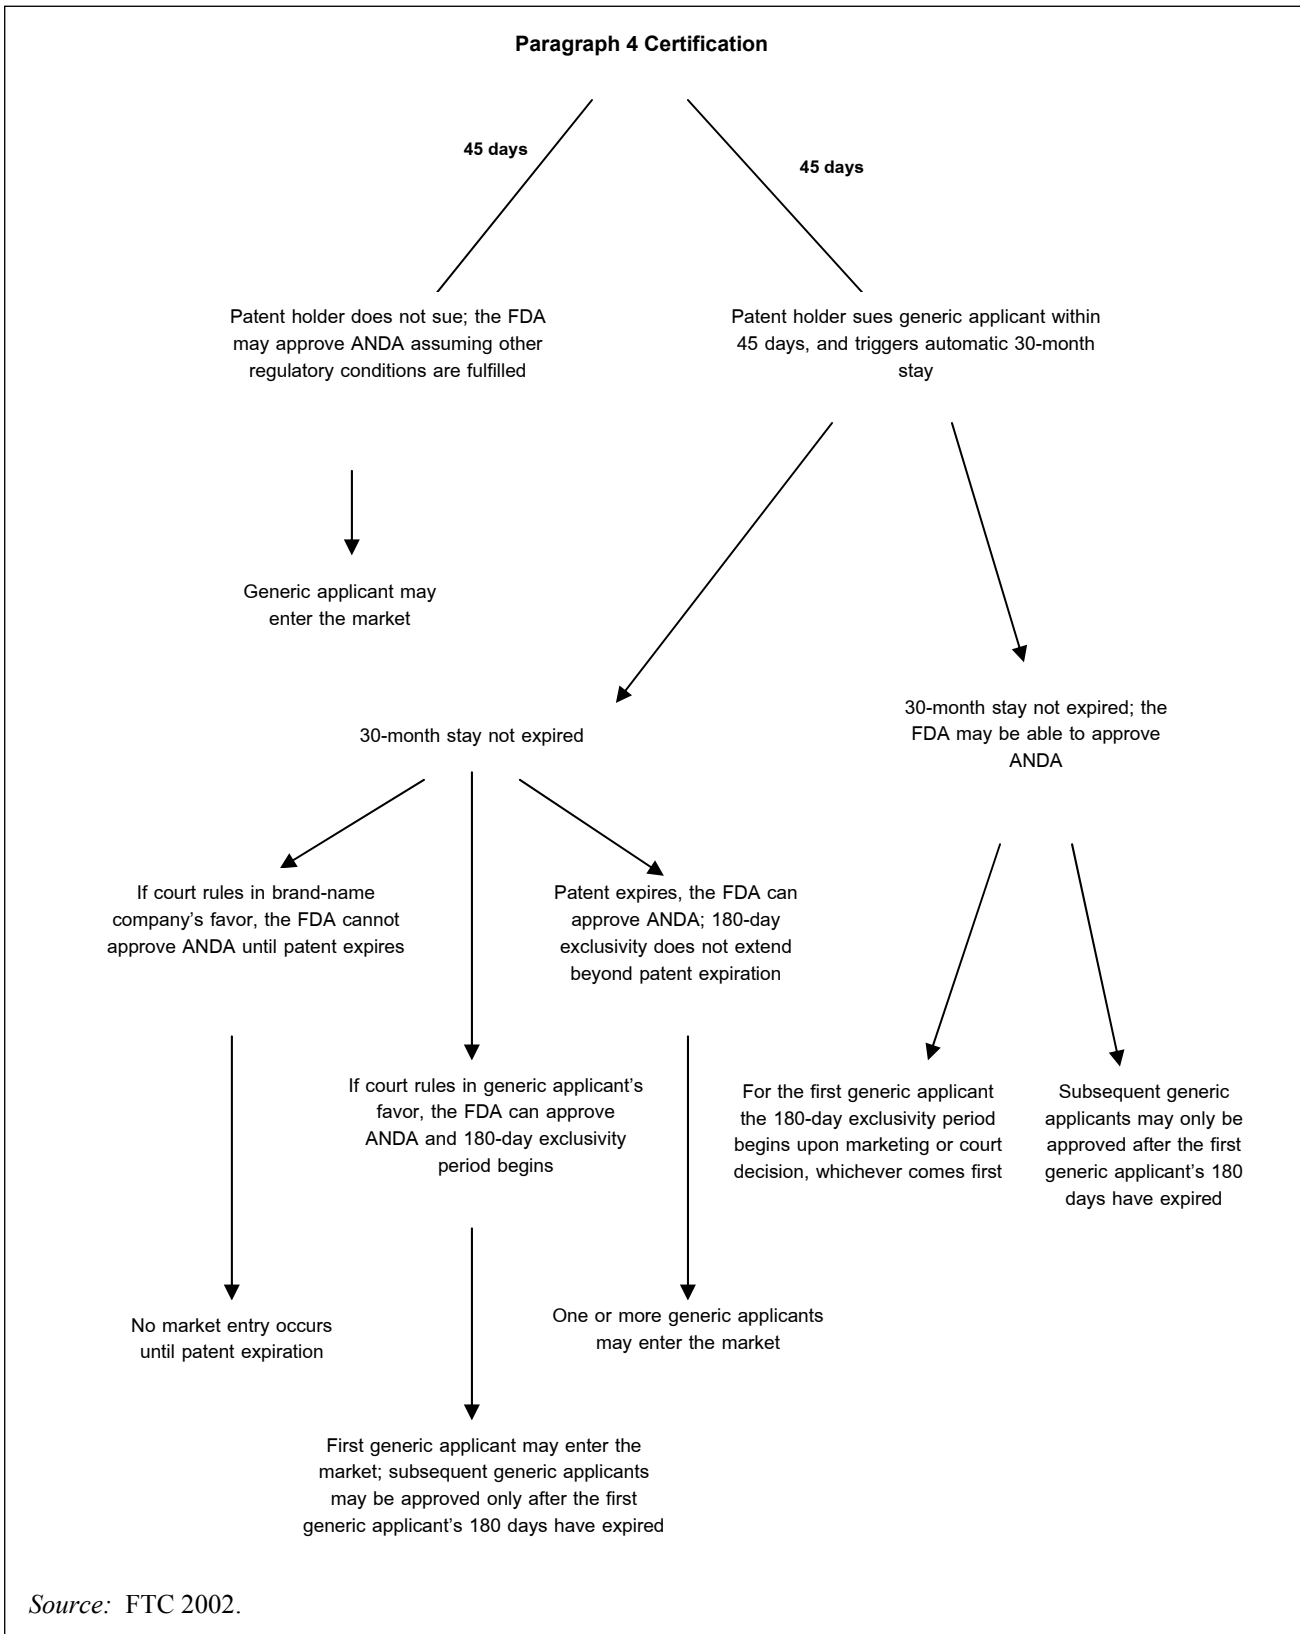 Paragraph 4 Certification
45 days
45 days
Patent holder does not sue; the FDA
may approve ANDA assuming other
regulatory conditions are fulfilled
Patent holder sues generic applicant within
45 days, and triggers automatic 30-month
stay
Generic applicant may
enter the market
30-month stay not expired
30-month stay not expired; the
FDA may be able to approve
ANDA
If court rules in brand-name
company's favor, the FDA cannot
approve ANDA until patent expires
Patent expires, the FDA can
approve ANDA; 180-day
exclusivity does not extend
beyond patent expiration
If court rules in generic applicant's
favor, the FDA can approve
ANDA and 180-day exclusivity
period begins
For the first generic applicant
the 180-day exclusivity period
begins upon marketing or court
decision, whichever comes first
Subsequent generic
applicants may only be
approved after the first
generic applicant's 180
days have expired
No market entry occurs
until patent expiration
One or more generic applicants
may enter the market
First generic applicant may enter the
market; subsequent generic applicants
may be approved only after the first
generic applicant's 180 days have expired
Source: FTC 2002.